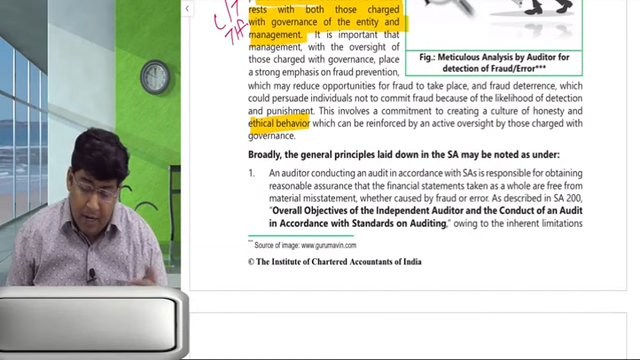 rests with both those charged
with governance of the entity and
management. It is important that
management, with the oversight of
those charged with governance, place
a strong emphasis on fraud prevention,
which may reduce opportunities for fraud to take place, and fraud deterrence, which
could persuade individuals not to commit fraud because of the likelihood of detection
and punishment. This involves a commitment to creating a culture of honesty and
ethical behavior which can be reinforced by an active oversight by those charged with
governance.
Fig.: Meticulous Analysis by Auditor for
detection of Fraud/Error***
Broadly, the general principles laid down in the SA may be noted as under:
1. An auditor conducting an audit in accordance with SAs is responsible for obtaining
reasonable assurance that the financial statements taken as a whole are free from
material misstatement, whether caused by fraud or error. As described in SA 200,
"Overall Objectives of the Independent Auditor and the Conduct of an Audit
in Accordance with Standards on Auditing," owing to the inherent limitations
*** Source of image: www.gurumavin.com
© The Institute of Chartered Accountants of India